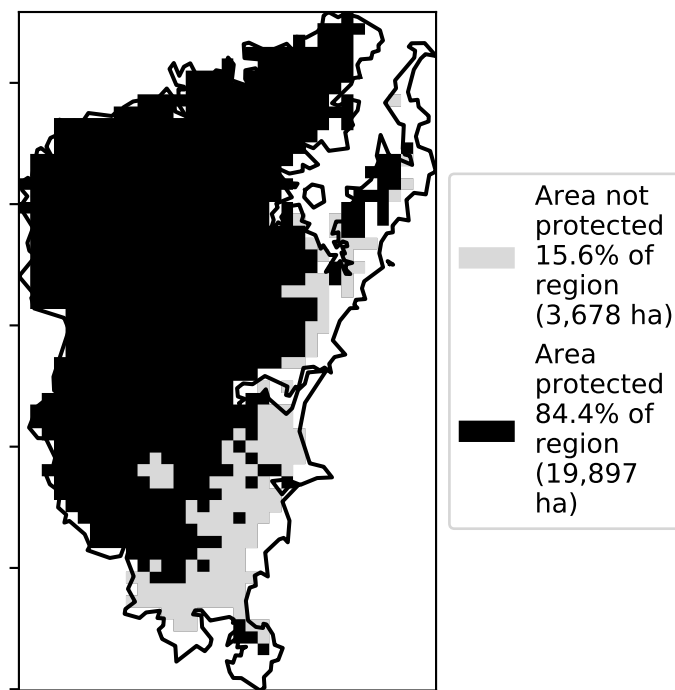 Area not
protected
15.6% of
region
(3,678 ha)
Area
protected
84.4% of
region
(19,897
ha)